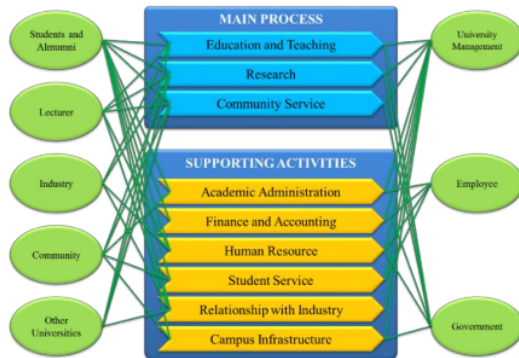 MAIN PROCESS
Education and Teaching
Research
Community Service
SUPPORTING ACTIVITIES
Academic Administration
Finance and Accounting
Human Resource
Student Service
Relationship with Industry
Campus Infrastructure
Students and
Almumni
Lecturer
Industry
Community
Other
Universities
University
Management
Employee
Government